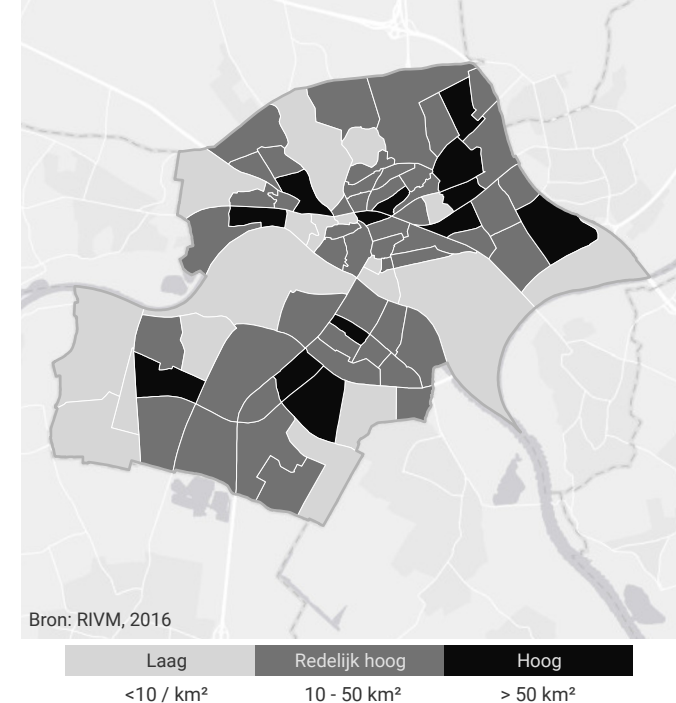 Bron: RIVM, 2016
Laag Redelijk hoog Hoog
<10 / km² 10 - 50 km² > 50 km²